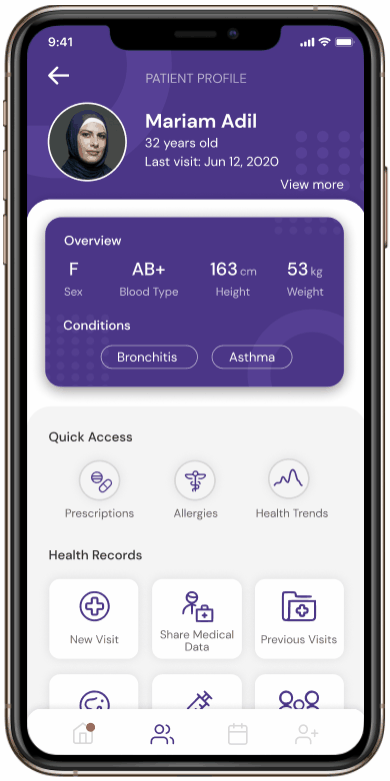 9:41
PATIENT PROFILE
Mariam Adil
32 years old
Last visit: Jun 12, 2020
View more
Overview
F AB+ 163 cm 53 kg
Sex Blood Type Height Weight
Conditions
Bronchitis Asthma
Quick Access
Prescriptions Allergies Health Trends
Health Records
New Visit Share Medical Previous Visits
Data